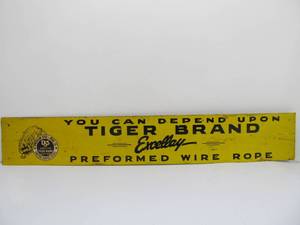 YOU CAN DEPEND UPON
TIGER BRAND
Excellay
PREFORMED WIRE ROPE